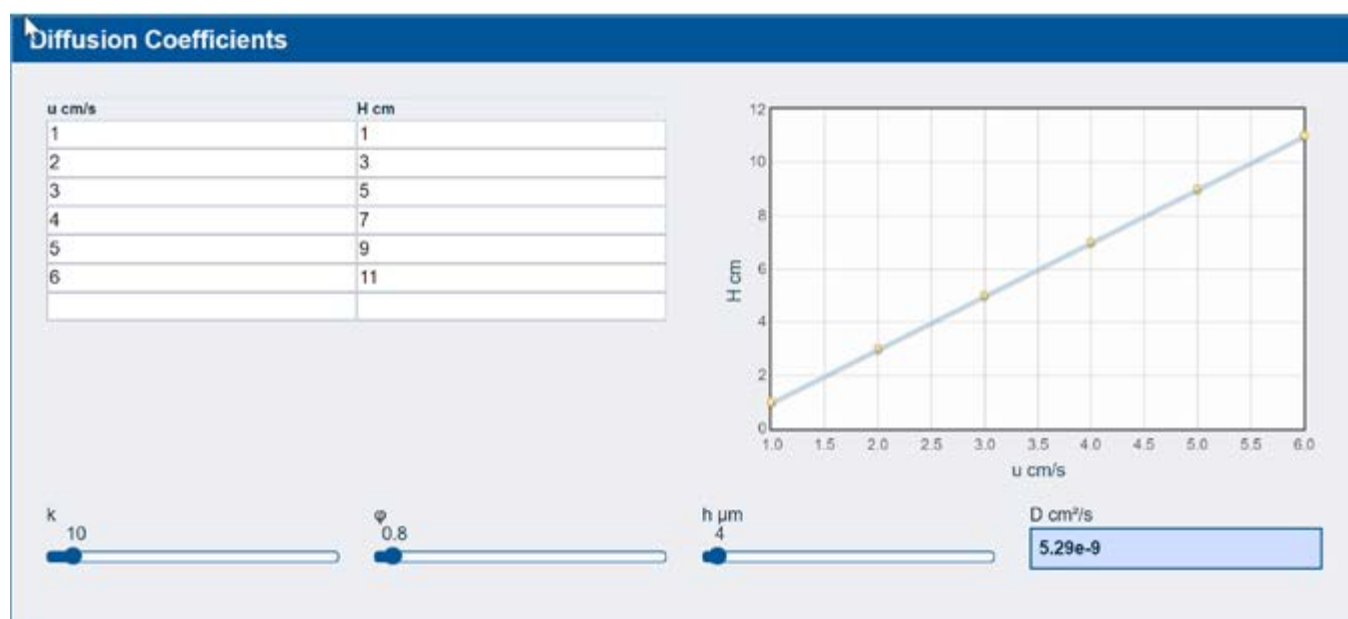 Diffusion Coefficients
u cm/s H cm
1 1
2 3
3 5
4 7
5 9
6 11
12
10
8
6
4
2
0
H cm
1.0 1.5 2.0 2.5 3.0 3.5 4.0 4.5 5.0 5.5 6.0
u cm/s
k φ h μm D cm²/s
10 0.8 4 5.29e-9